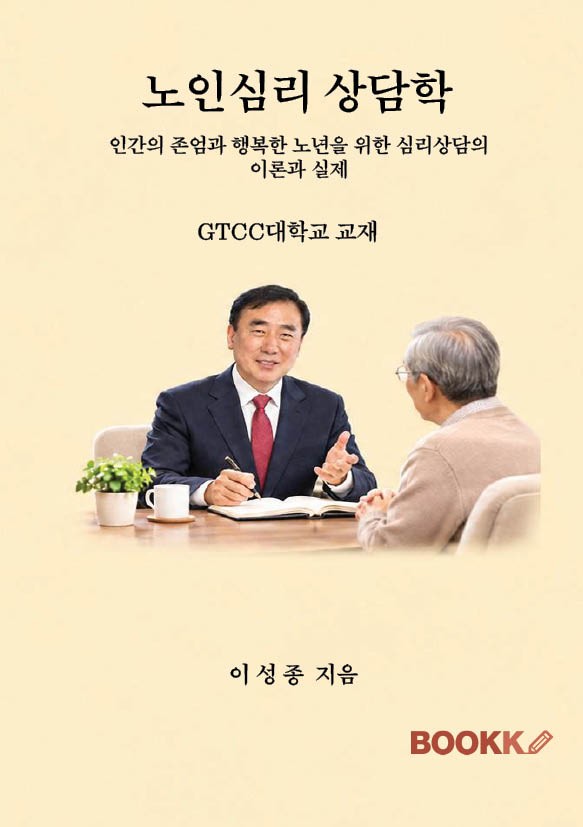 노인심리 상담학
인간의 존엄과 행복한 노년을 위한 심리상담의
이론과 실제
GTCC대학교 교재
이성종 지음
BOOKK